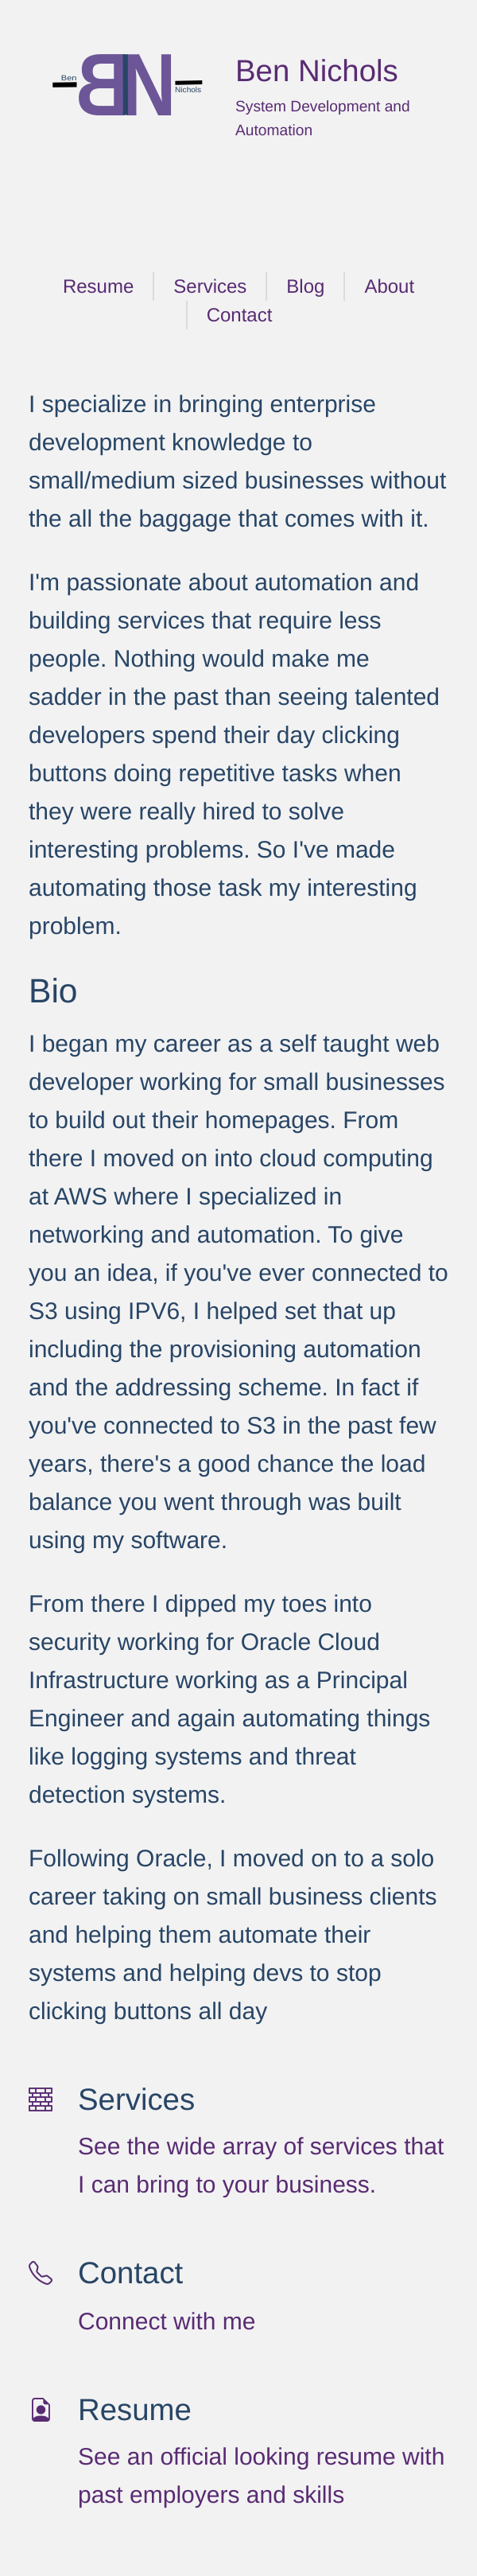 Ben
BN
Nichols
Ben Nichols
System Development and
Automation
Resume
Services
Blog
About
Contact
I specialize in bringing enterprise
development knowledge to
small/medium sized businesses without
the all the baggage that comes with it.
I'm passionate about automation and
building services that require less
people. Nothing would make me
sadder in the past than seeing talented
developers spend their day clicking
buttons doing repetitive tasks when
they were really hired to solve
interesting problems. So I've made
automating those task my interesting
problem.
Bio
I began my career as a self taught web
developer working for small businesses
to build out their homepages. From
there I moved on into cloud computing
at AWS where I specialized in
networking and automation. To give
you an idea, if you've ever connected to
S3 using IPV6, I helped set that up
including the provisioning automation
and the addressing scheme. In fact if
you've connected to S3 in the past few
years, there's a good chance the load
balance you went through was built
using my software.
From there I dipped my toes into
security working for Oracle Cloud
Infrastructure working as a Principal
Engineer and again automating things
like logging systems and threat
detection systems.
Following Oracle, I moved on to a solo
career taking on small business clients
and helping them automate their
systems and helping devs to stop
clicking buttons all day
Services
See the wide array of services that
I can bring to your business.
Contact
Connect with me
Resume
See an official looking resume with
past employers and skills